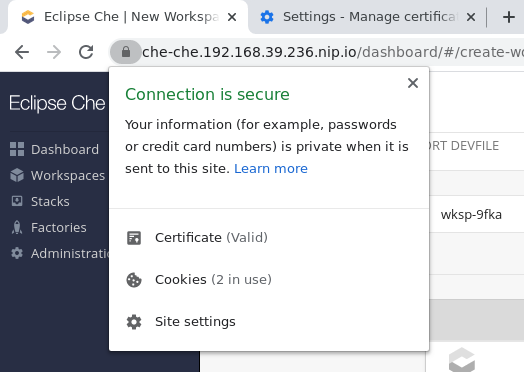 Eclipse Che | New Workspa
Settings - Manage certifica
che-che.192.168.39.236.nip.io/dashboard/#/create-wo
Eclipse Che
Connection is secure
Your information (for example, passwords
or credit card numbers) is private when it is
sent to this site. Learn more
Certificate (Valid)
Cookies (2 in use)
Site settings
Dashboard
Workspaces
Stacks
Factories
Administratio
ORT DEVFILE
wksp-9fka